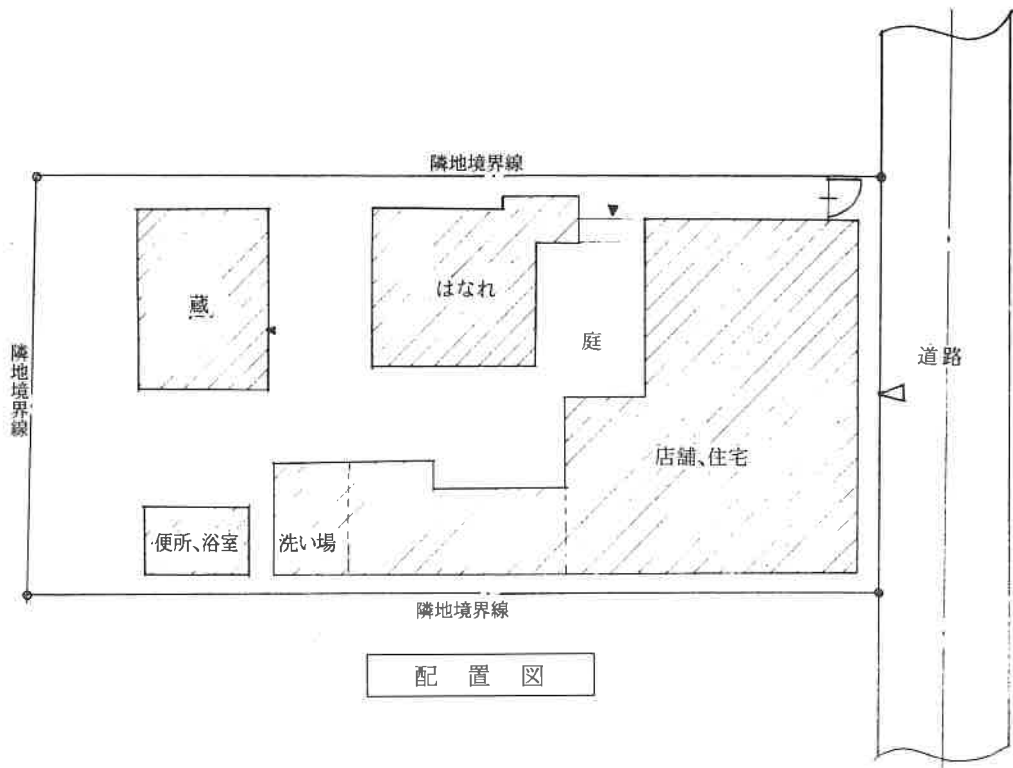 隣地境界線
蔵
はなれ
庭
道路
隣地境界線
店舗、住宅
便所、浴室
洗い場
隣地境界線
配置図